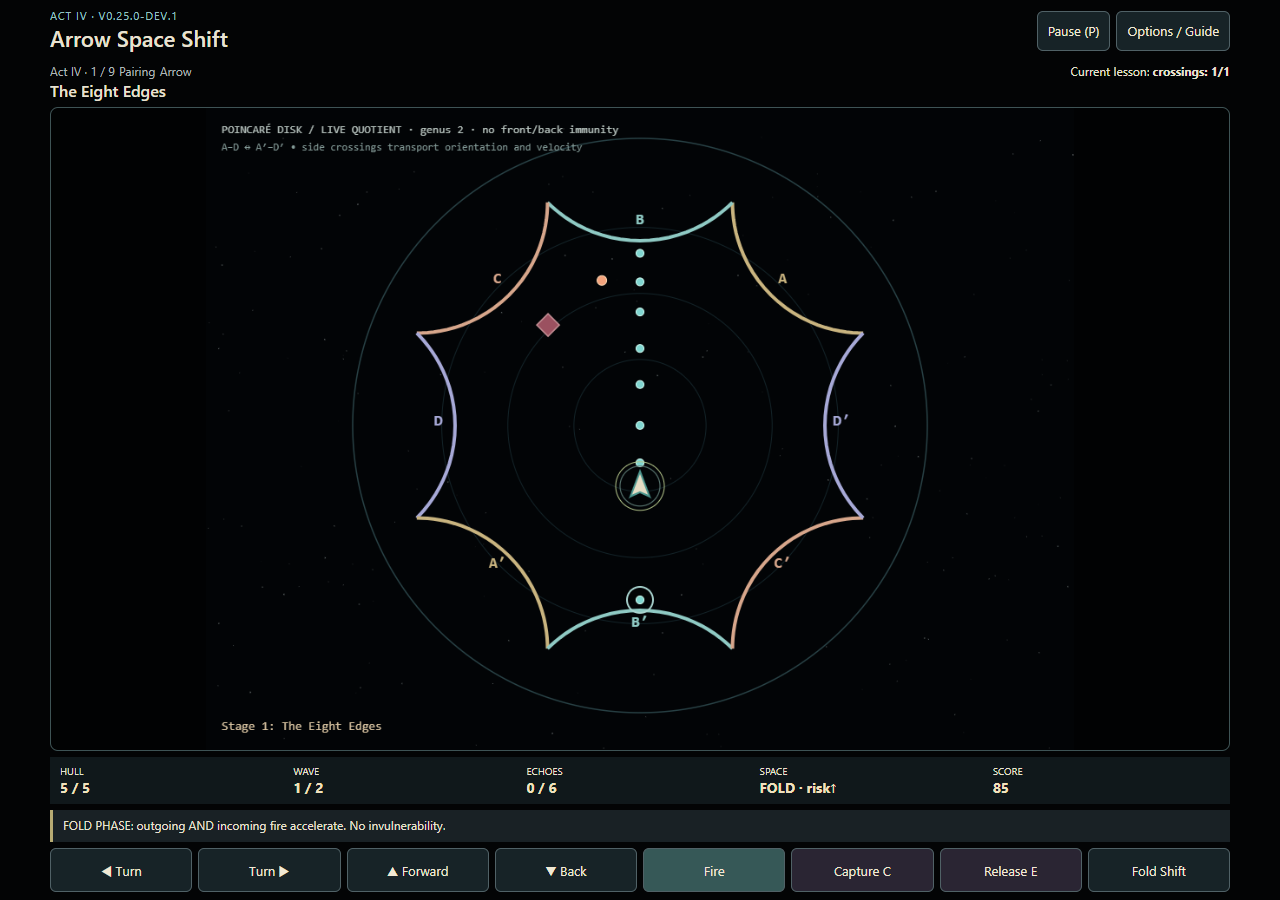 ACT IV · V0.25.0-DEV.1
Arrow Space Shift
Pause (P)
Options / Guide
Act IV · 1 / 9 Pairing Arrow
Current lesson: crossings: 1/1
The Eight Edges
POINCARÉ DISK / LIVE QUOTIENT · genus 2 · no front/back immunity
A–D ↔ A′–D′ • side crossings transport orientation and velocity
B
C
A
D
D′
A′
C′
B′
Stage 1: The Eight Edges
HULL
5 / 5
WAVE
1 / 2
ECHOES
0 / 6
SPACE
FOLD · risk↑
SCORE
85
FOLD PHASE: outgoing AND incoming fire accelerate. No invulnerability.
◀ Turn
Turn ▶
▲ Forward
▼ Back
Fire
Capture C
Release E
Fold Shift